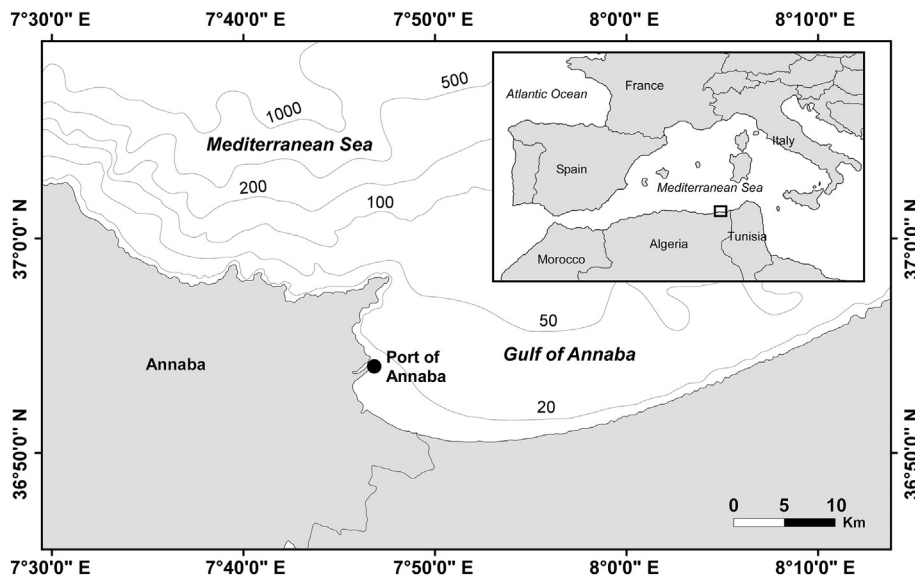 7°30'0'' E
7°40'0'' E
7°50'0'' E
8°0'0'' E
8°10'0'' E
500
1000
Mediterranean Sea
200
100
37°0'0'' N
37°0'0'' N
France
Atlantic Ocean
Italy
Spain
Mediterranean Sea
Morocco
Algeria
Tunisia
50
Gulf of Annaba
Annaba
Port of
Annaba
20
36°50'0'' N
36°50'0'' N
0 5 10
Km
7°30'0'' E
7°40'0'' E
7°50'0'' E
8°0'0'' E
8°10'0'' E